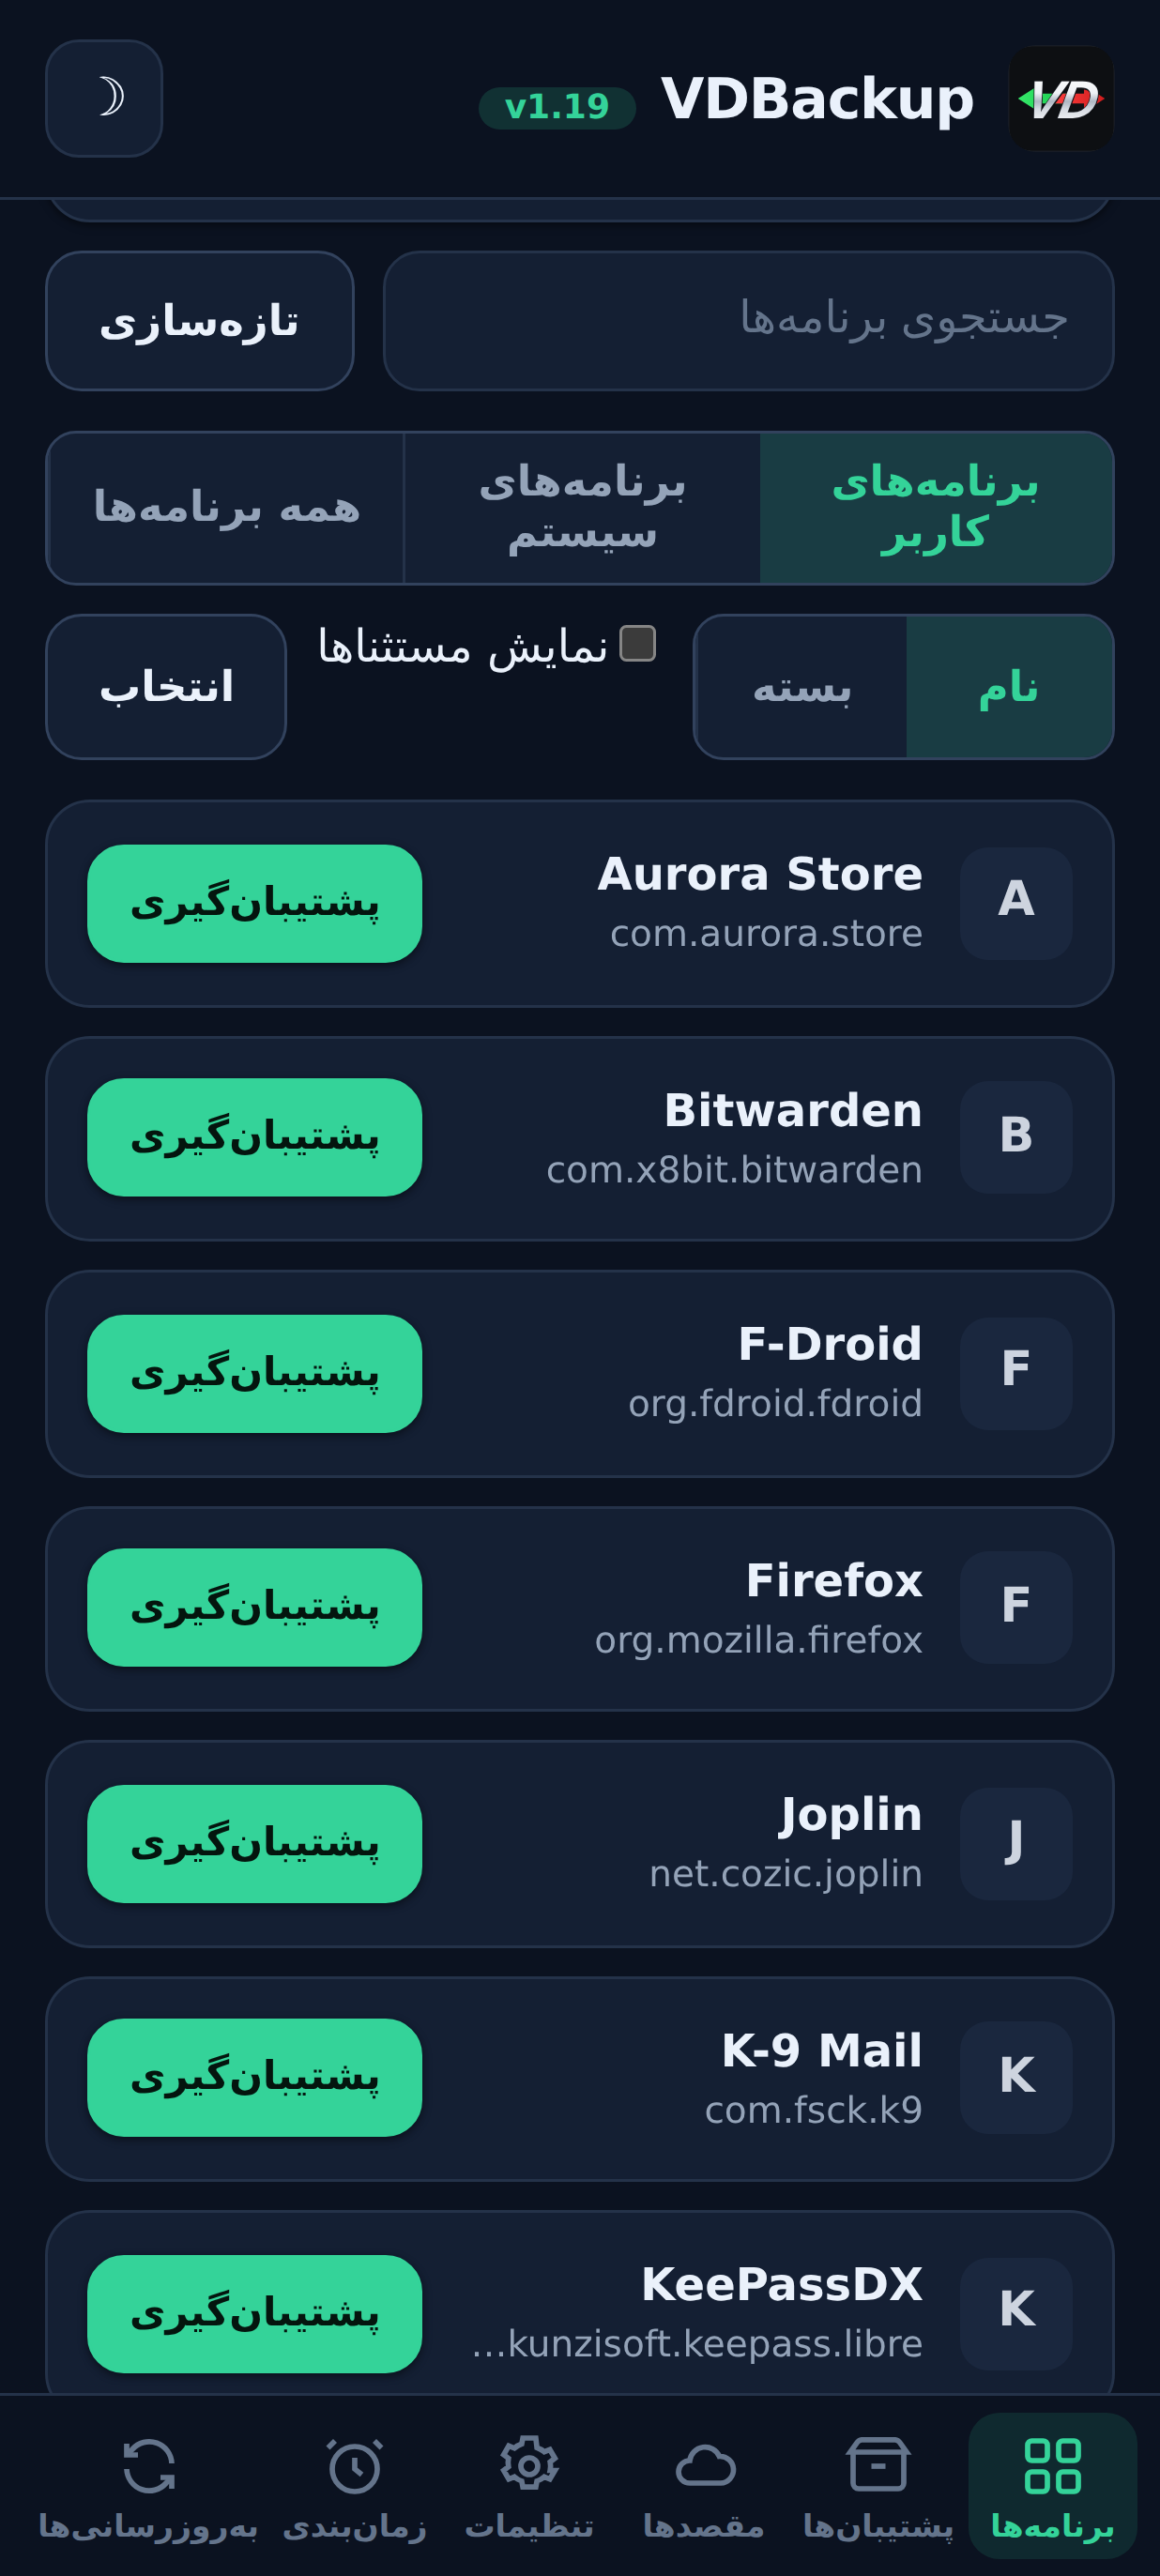 VD
VDBackup
v1.19
جستجوی برنامه‌ها
تازه‌سازی
برنامه‌های
کاربر
برنامه‌های
سیستم
همه برنامه‌ها
نام
بسته
نمایش مستثناها
انتخاب
A
Aurora Store
com.aurora.store
پشتیبان‌گیری
B
Bitwarden
com.x8bit.bitwarden
پشتیبان‌گیری
F
F-Droid
org.fdroid.fdroid
پشتیبان‌گیری
F
Firefox
org.mozilla.firefox
پشتیبان‌گیری
J
Joplin
net.cozic.joplin
پشتیبان‌گیری
K
K-9 Mail
com.fsck.k9
پشتیبان‌گیری
K
KeePassDX
...kunzisoft.keepass.libre
پشتیبان‌گیری
برنامه‌ها
پشتیبان‌ها
مقصدها
تنظیمات
زمان‌بندی
به‌روزرسانی‌ها